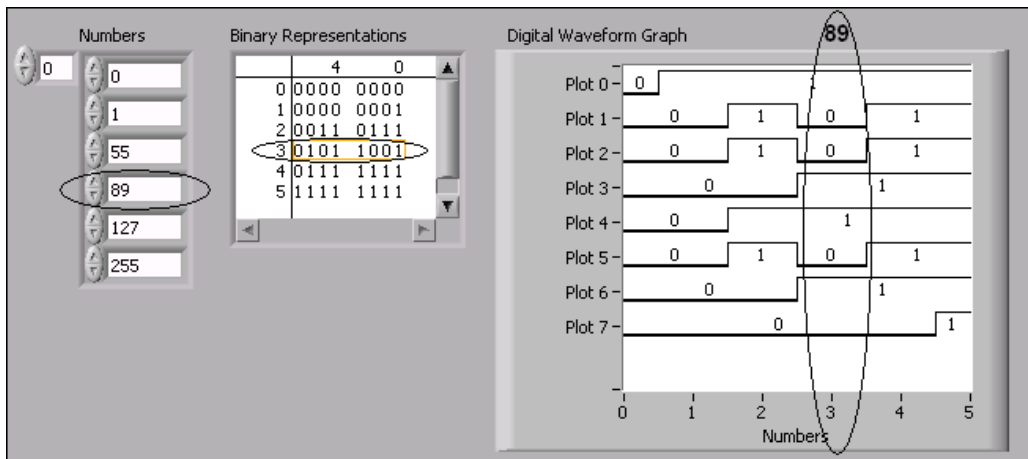 Numbers
0
0
1
55
89
127
255
Binary Representations
4 0
0 0000 0000
1 0000 0001
2 0011 0111
3 0101 1001
4 0111 1111
5 1111 1111
Digital Waveform Graph
89
Plot 0 0 1
Plot 1 0 1 0 1
Plot 2 0 1 0 1
Plot 3 0 1
Plot 4 0 1
Plot 5 0 1 0 1
Plot 6 0 1
Plot 7 0 1
0 1 2 3 4 5
Numbers